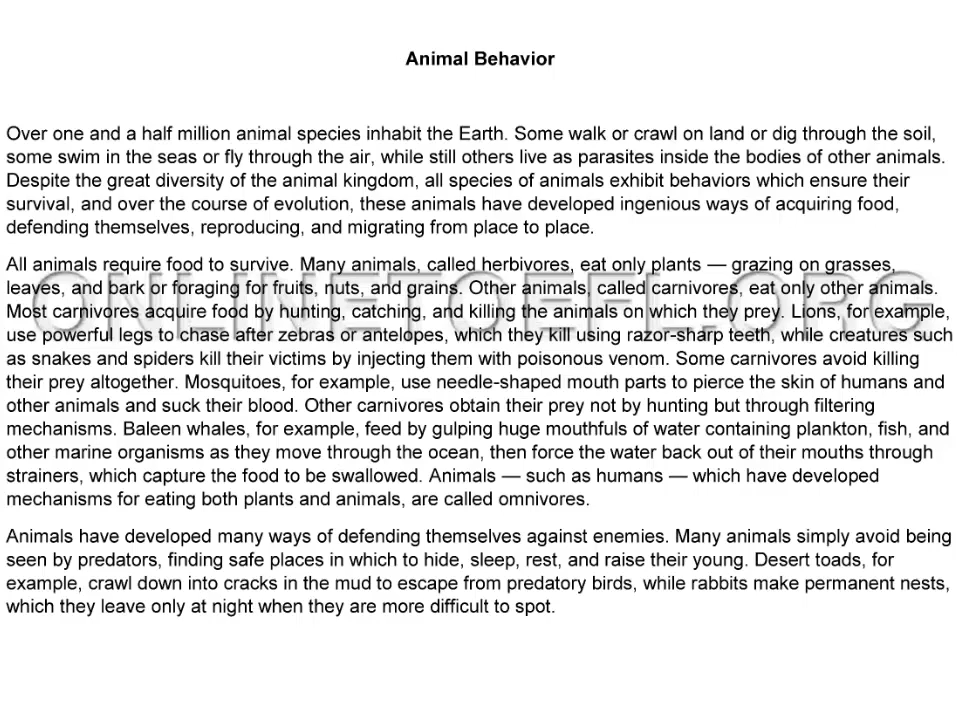 Animal Behavior
Over one and a half million animal species inhabit the Earth. Some walk or crawl on land or dig through the soil,
some swim in the seas or fly through the air, while still others live as parasites inside the bodies of other animals.
Despite the great diversity of the animal kingdom, all species of animals exhibit behaviors which ensure their
survival, and over the course of evolution, these animals have developed ingenious ways of acquiring food,
defending themselves, reproducing, and migrating from place to place.
All animals require food to survive. Many animals, called herbivores, eat only plants — grazing on grasses,
leaves, and bark or foraging for fruits, nuts, and grains. Other animals, called carnivores, eat only other animals.
ONLINETOEFL.ORG
Most carnivores acquire food by hunting, catching, and killing the animals on which they prey. Lions, for example,
use powerful legs to chase after zebras or antelopes, which they kill using razor-sharp teeth, while creatures such
as snakes and spiders kill their victims by injecting them with poisonous venom. Some carnivores avoid killing
their prey altogether. Mosquitoes, for example, use needle-shaped mouth parts to pierce the skin of humans and
other animals and suck their blood. Other carnivores obtain their prey not by hunting but through filtering
mechanisms. Baleen whales, for example, feed by gulping huge mouthfuls of water containing plankton, fish, and
other marine organisms as they move through the ocean, then force the water back out of their mouths through
strainers, which capture the food to be swallowed. Animals — such as humans — which have developed
mechanisms for eating both plants and animals, are called omnivores.
Animals have developed many ways of defending themselves against enemies. Many animals simply avoid being
seen by predators, finding safe places in which to hide, sleep, rest, and raise their young. Desert toads, for
example, crawl down into cracks in the mud to escape from predatory birds, while rabbits make permanent nests,
which they leave only at night when they are more difficult to spot.